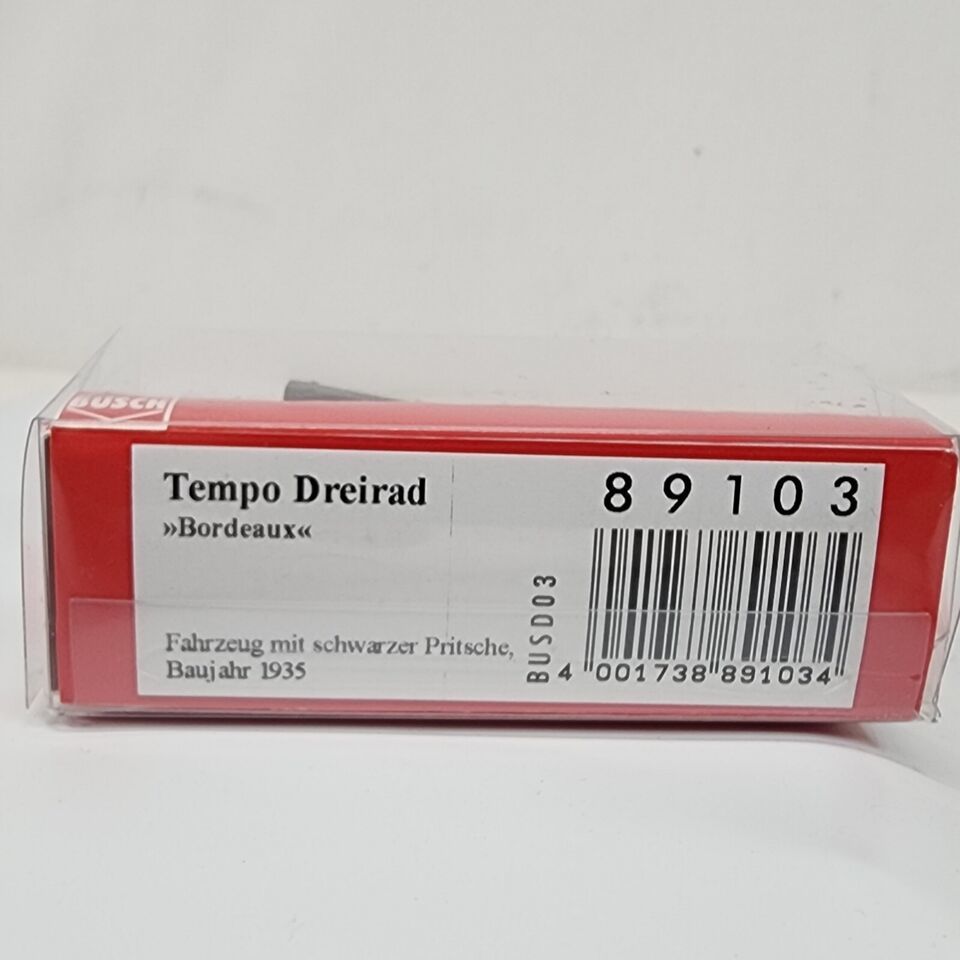 BUSCH
Tempo Dreirad
»Bordeaux«
89103
Fahrzeug mit schwarzer Pritsche,
Baujahr 1935
BUSD03
4 001738 891034